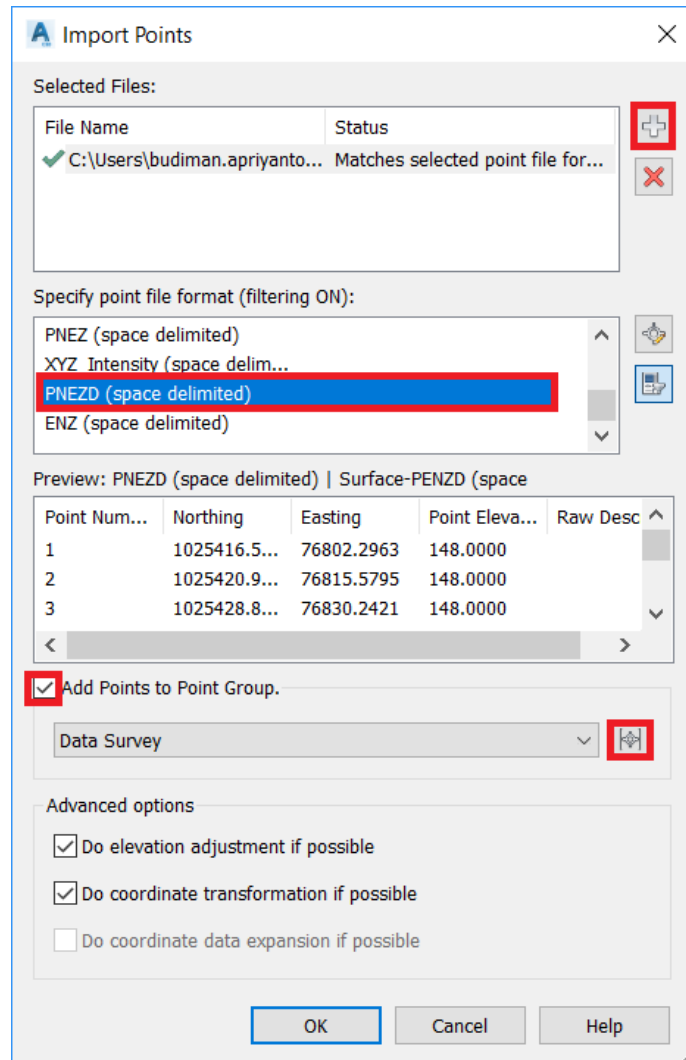 Import Points
Selected Files:
File Name Status
C:\Users\budiman.apriyanto... Matches selected point file for...
Specify point file format (filtering ON):
PNEZ (space delimited)
XYZ_Intensity (space delim...
PNEZD (space delimited)
ENZ (space delimited)
Preview: PNEZD (space delimited) | Surface-PENZD (space
Point Num... Northing Easting Point Eleva... Raw Desc
1 1025416.5... 76802.2963 148.0000
2 1025420.9... 76815.5795 148.0000
3 1025428.8... 76830.2421 148.0000
Add Points to Point Group.
Data Survey
Advanced options
Do elevation adjustment if possible
Do coordinate transformation if possible
Do coordinate data expansion if possible
OK Cancel Help